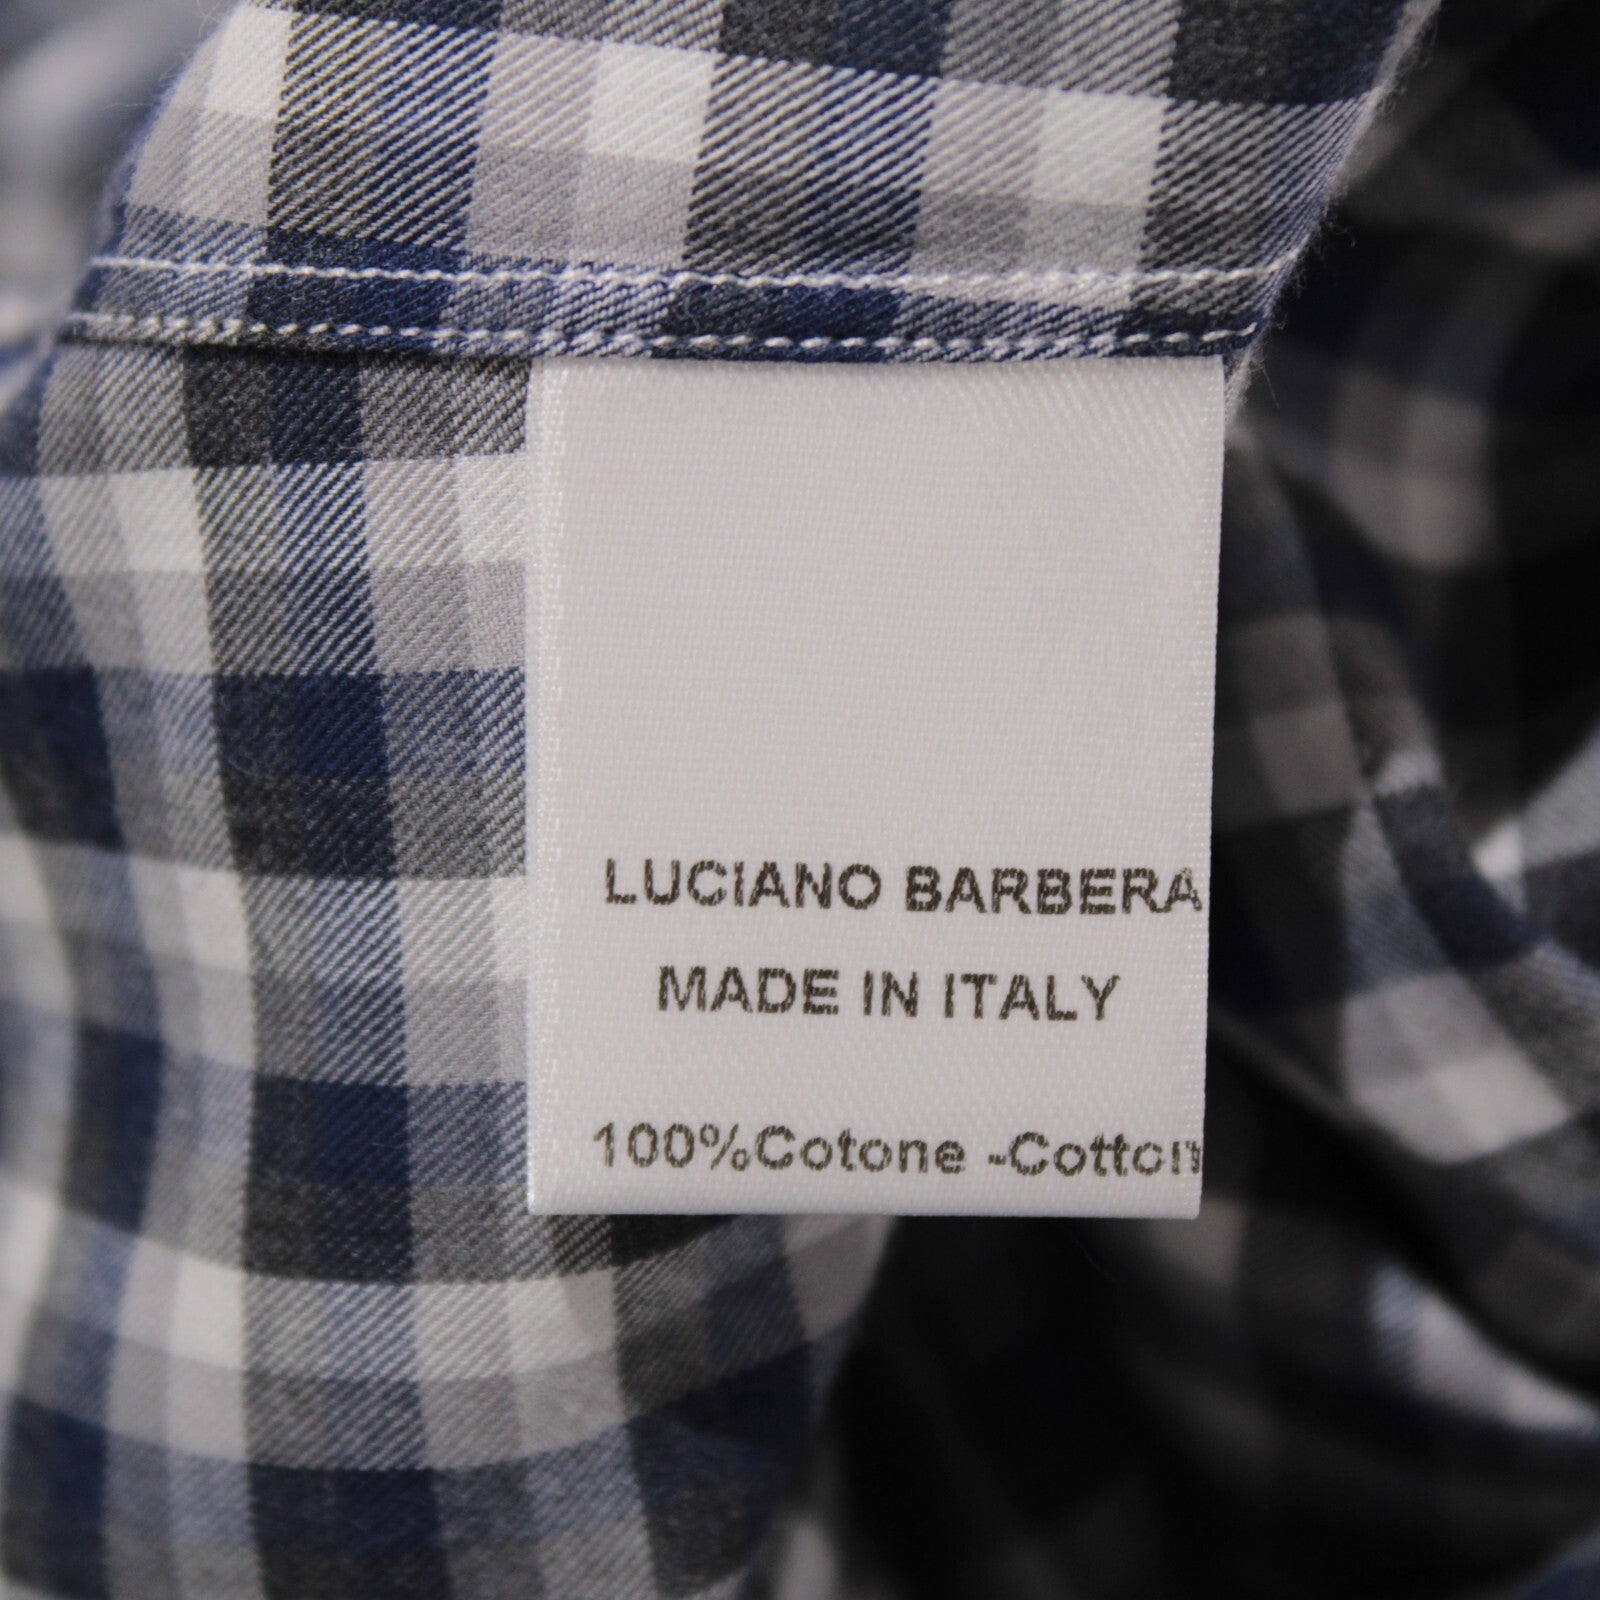 LUCIANO BARBERA
MADE IN ITALY
100%Cotone -Cotton